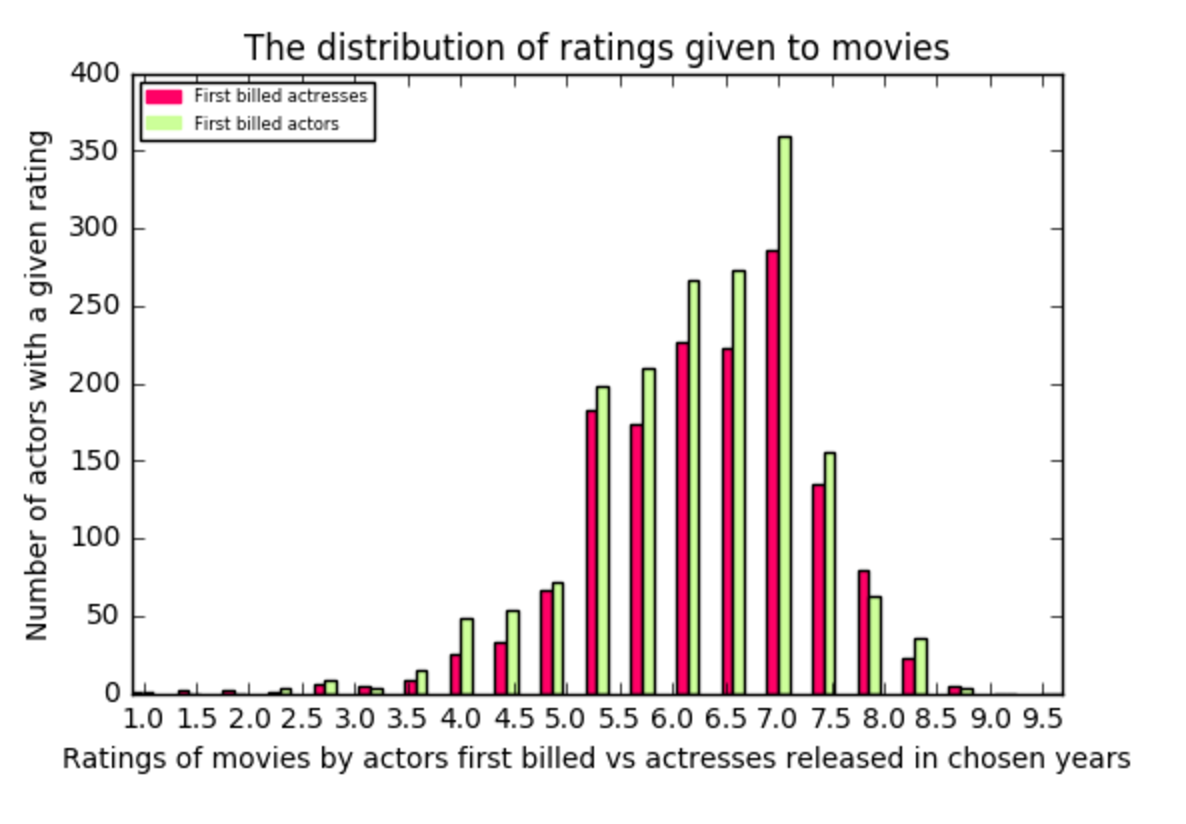 The distribution of ratings given to movies
400
First billed actresses
First billed actors
350
300
250
200
150
100
50
0
Number of actors with a given rating
1.0 1.5 2.0 2.5 3.0 3.5 4.0 4.5 5.0 5.5 6.0 6.5 7.0 7.5 8.0 8.5 9.0 9.5
Ratings of movies by actors first billed vs actresses released in chosen years